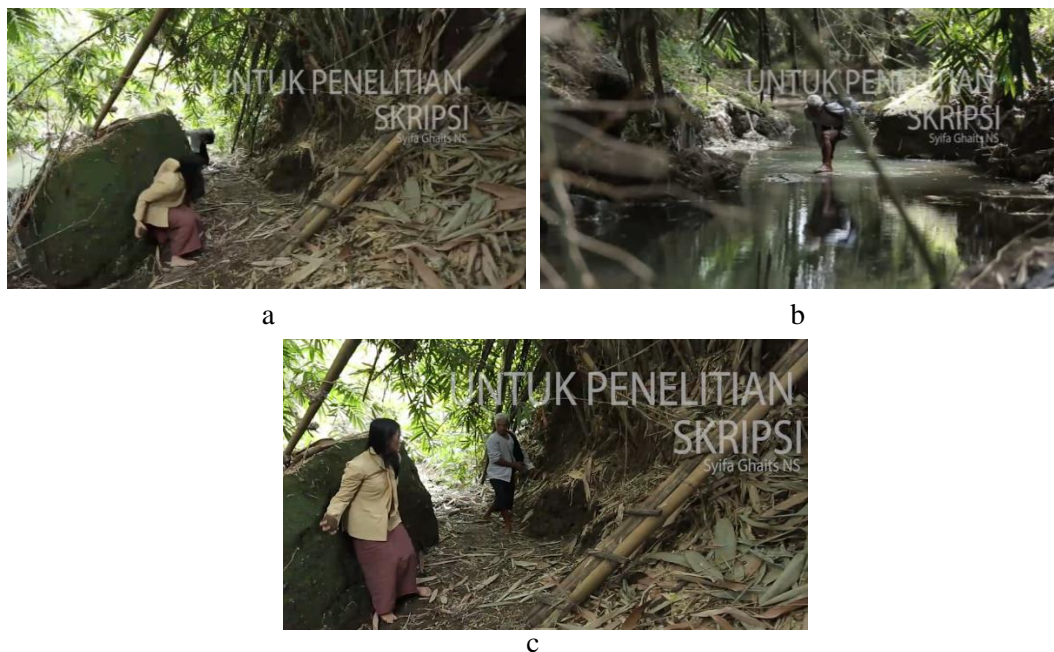 UNTUK PENELITIAN
SKRIPSI
Syifa Ghaits NS
UNTUK PENELITIAN
SKRIPSI
Syifa Ghaits NS
a
b
UNTUK PENELITIAN
SKRIPSI
Syifa Ghaits NS
c